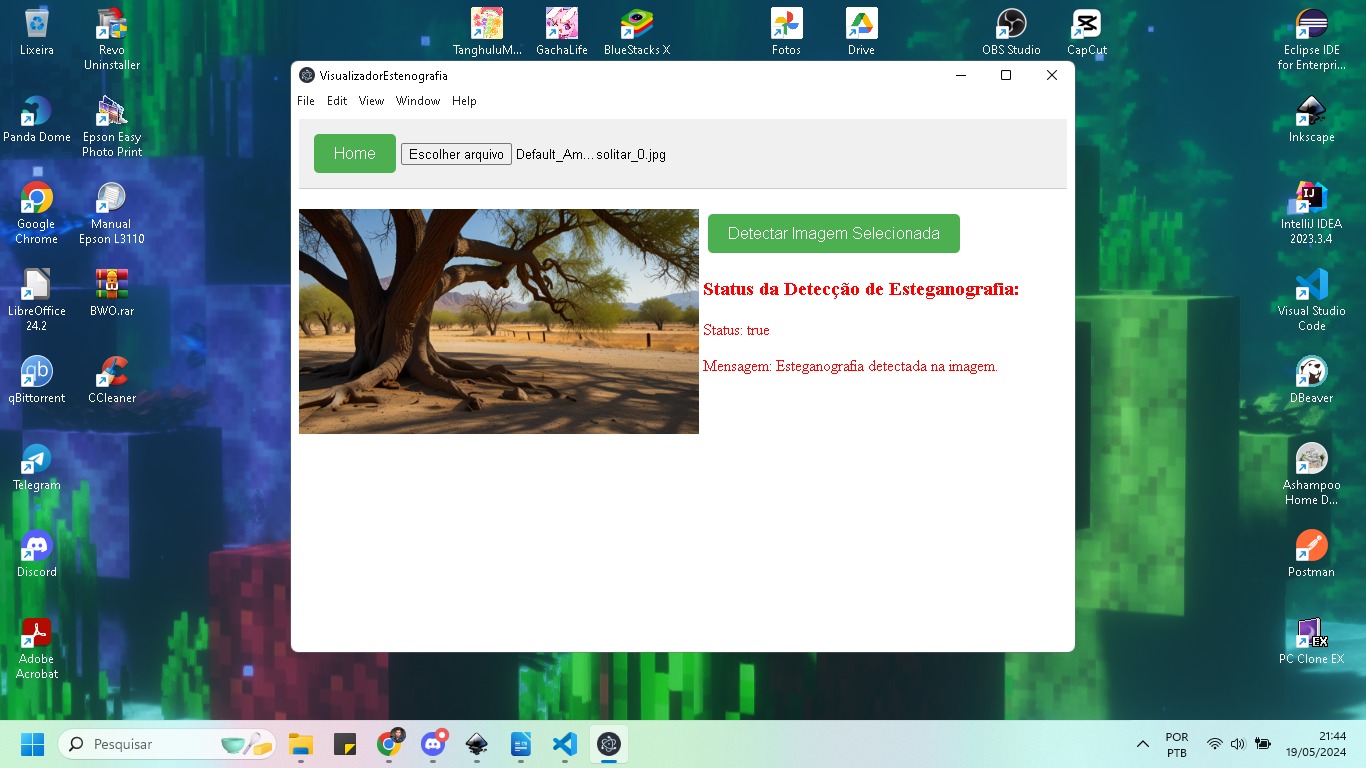 Lixeira
Revo
Uninstaller
TanghuluM...
GachaLife
BlueStacks X
Fotos
Drive
OBS Studio
CapCut
Eclipse IDE
for Enterpri...
VisualizadorEstenografia
File Edit View Window Help
Panda Dome
Epson Easy
Photo Print
Inkscape
Home
Escolher arquivo
Default_Am...solitar_0.jpg
Google
Chrome
Manual
Epson L3110
IntelliJ IDEA
2023.3.4
Detectar Imagem Selecionada
Status da Detecção de Esteganografia:
Status: true
Mensagem: Esteganografia detectada na imagem.
LibreOffice
24.2
BWO.rar
Visual Studio
Code
qb
qBittorrent
CCleaner
DBeaver
Telegram
Ashampoo
Home D...
Discord
Postman
Adobe
Acrobat
EX
PC Clone EX
IJ
Pesquisar
POR
PTB
21:44
19/05/2024